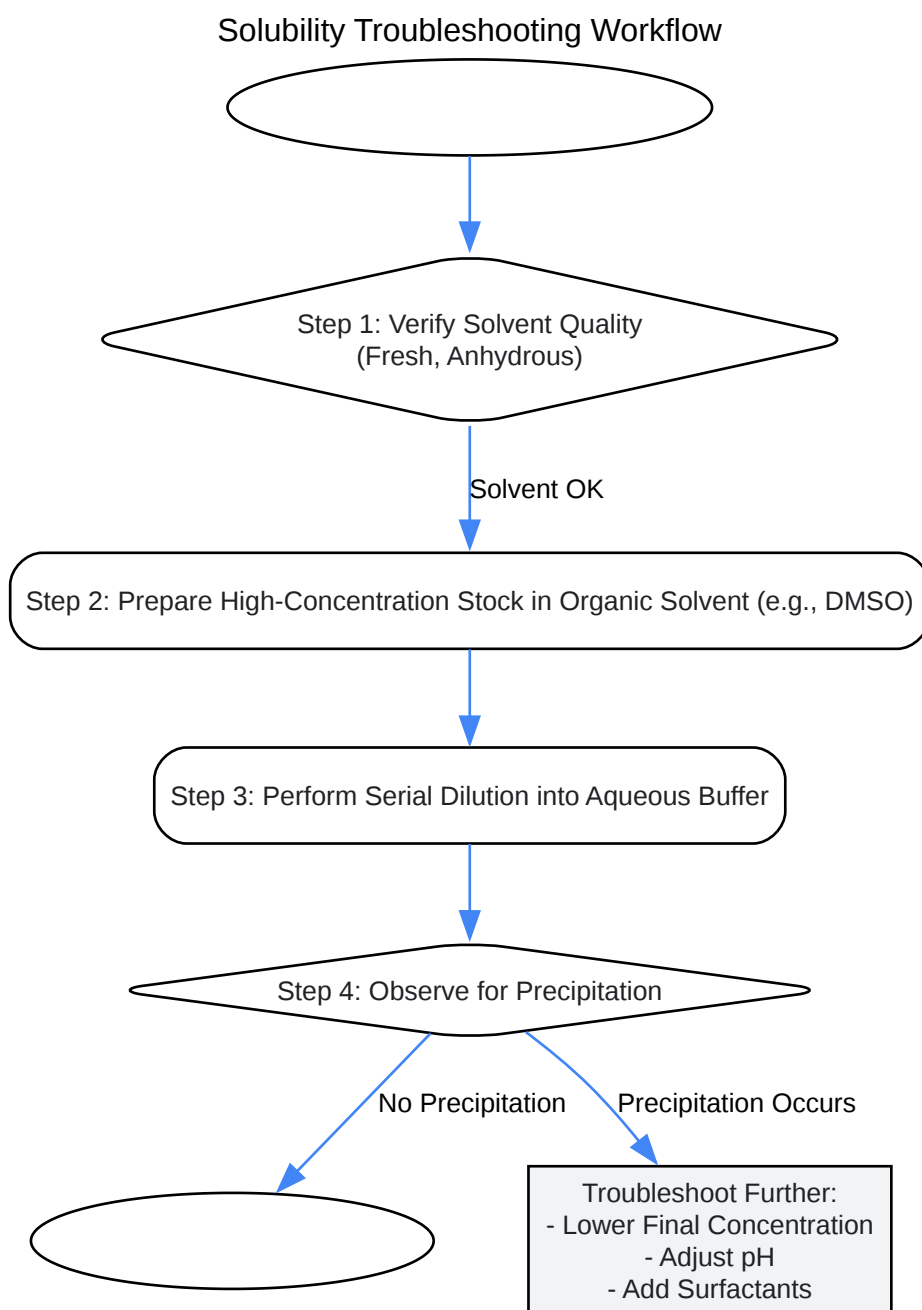 Solubility Troubleshooting Workflow
Step 1: Verify Solvent Quality
(Fresh, Anhydrous)
Solvent OK
Step 2: Prepare High-Concentration Stock in Organic Solvent (e.g., DMSO)
Step 3: Perform Serial Dilution into Aqueous Buffer
Step 4: Observe for Precipitation
No Precipitation
Precipitation Occurs
Troubleshoot Further:
- Lower Final Concentration
- Adjust pH
- Add Surfactants